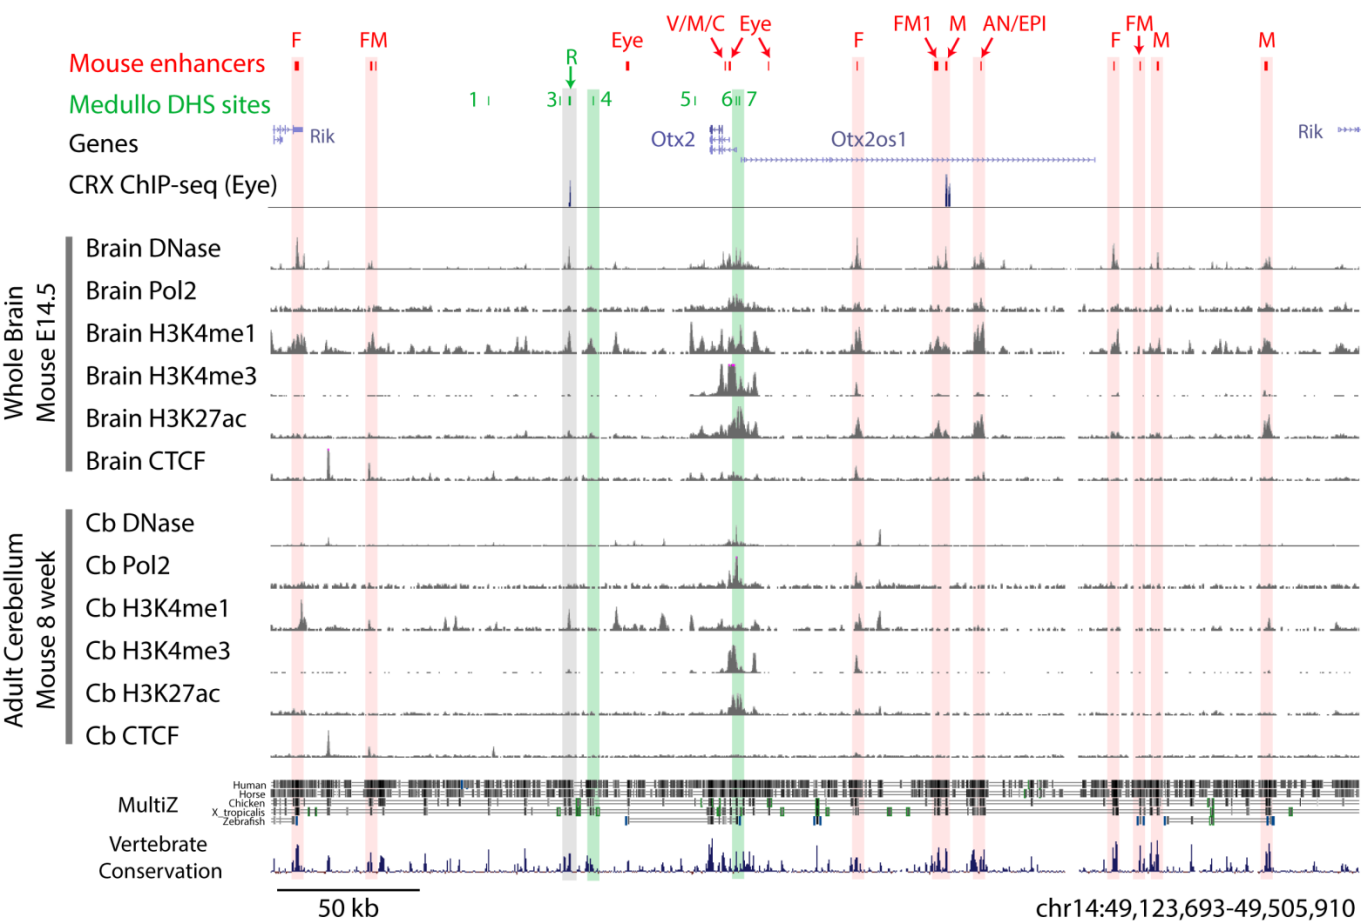 V/M/C Eye FM1 M AN/EPI FM
F FM Eye F F M M
Mouse enhancers
R
Medullo DHS sites 1 3 4 5 6 7
Genes Rik Otx2 Otx2os1 Rik
CRX ChIP-seq (Eye)
Whole Brain
Mouse E14.5
Brain DNase
Brain Pol2
Brain H3K4me1
Brain H3K4me3
Brain H3K27ac
Brain CTCF
Adult Cerebellum
Mouse 8 week
Cb DNase
Cb Pol2
Cb H3K4me1
Cb H3K4me3
Cb H3K27ac
Cb CTCF
MultiZ
Human
Horse
Chicken
X_tropicalis
Zebrafish
Vertebrate
Conservation
50 kb
chr14:49,123,693-49,505,910